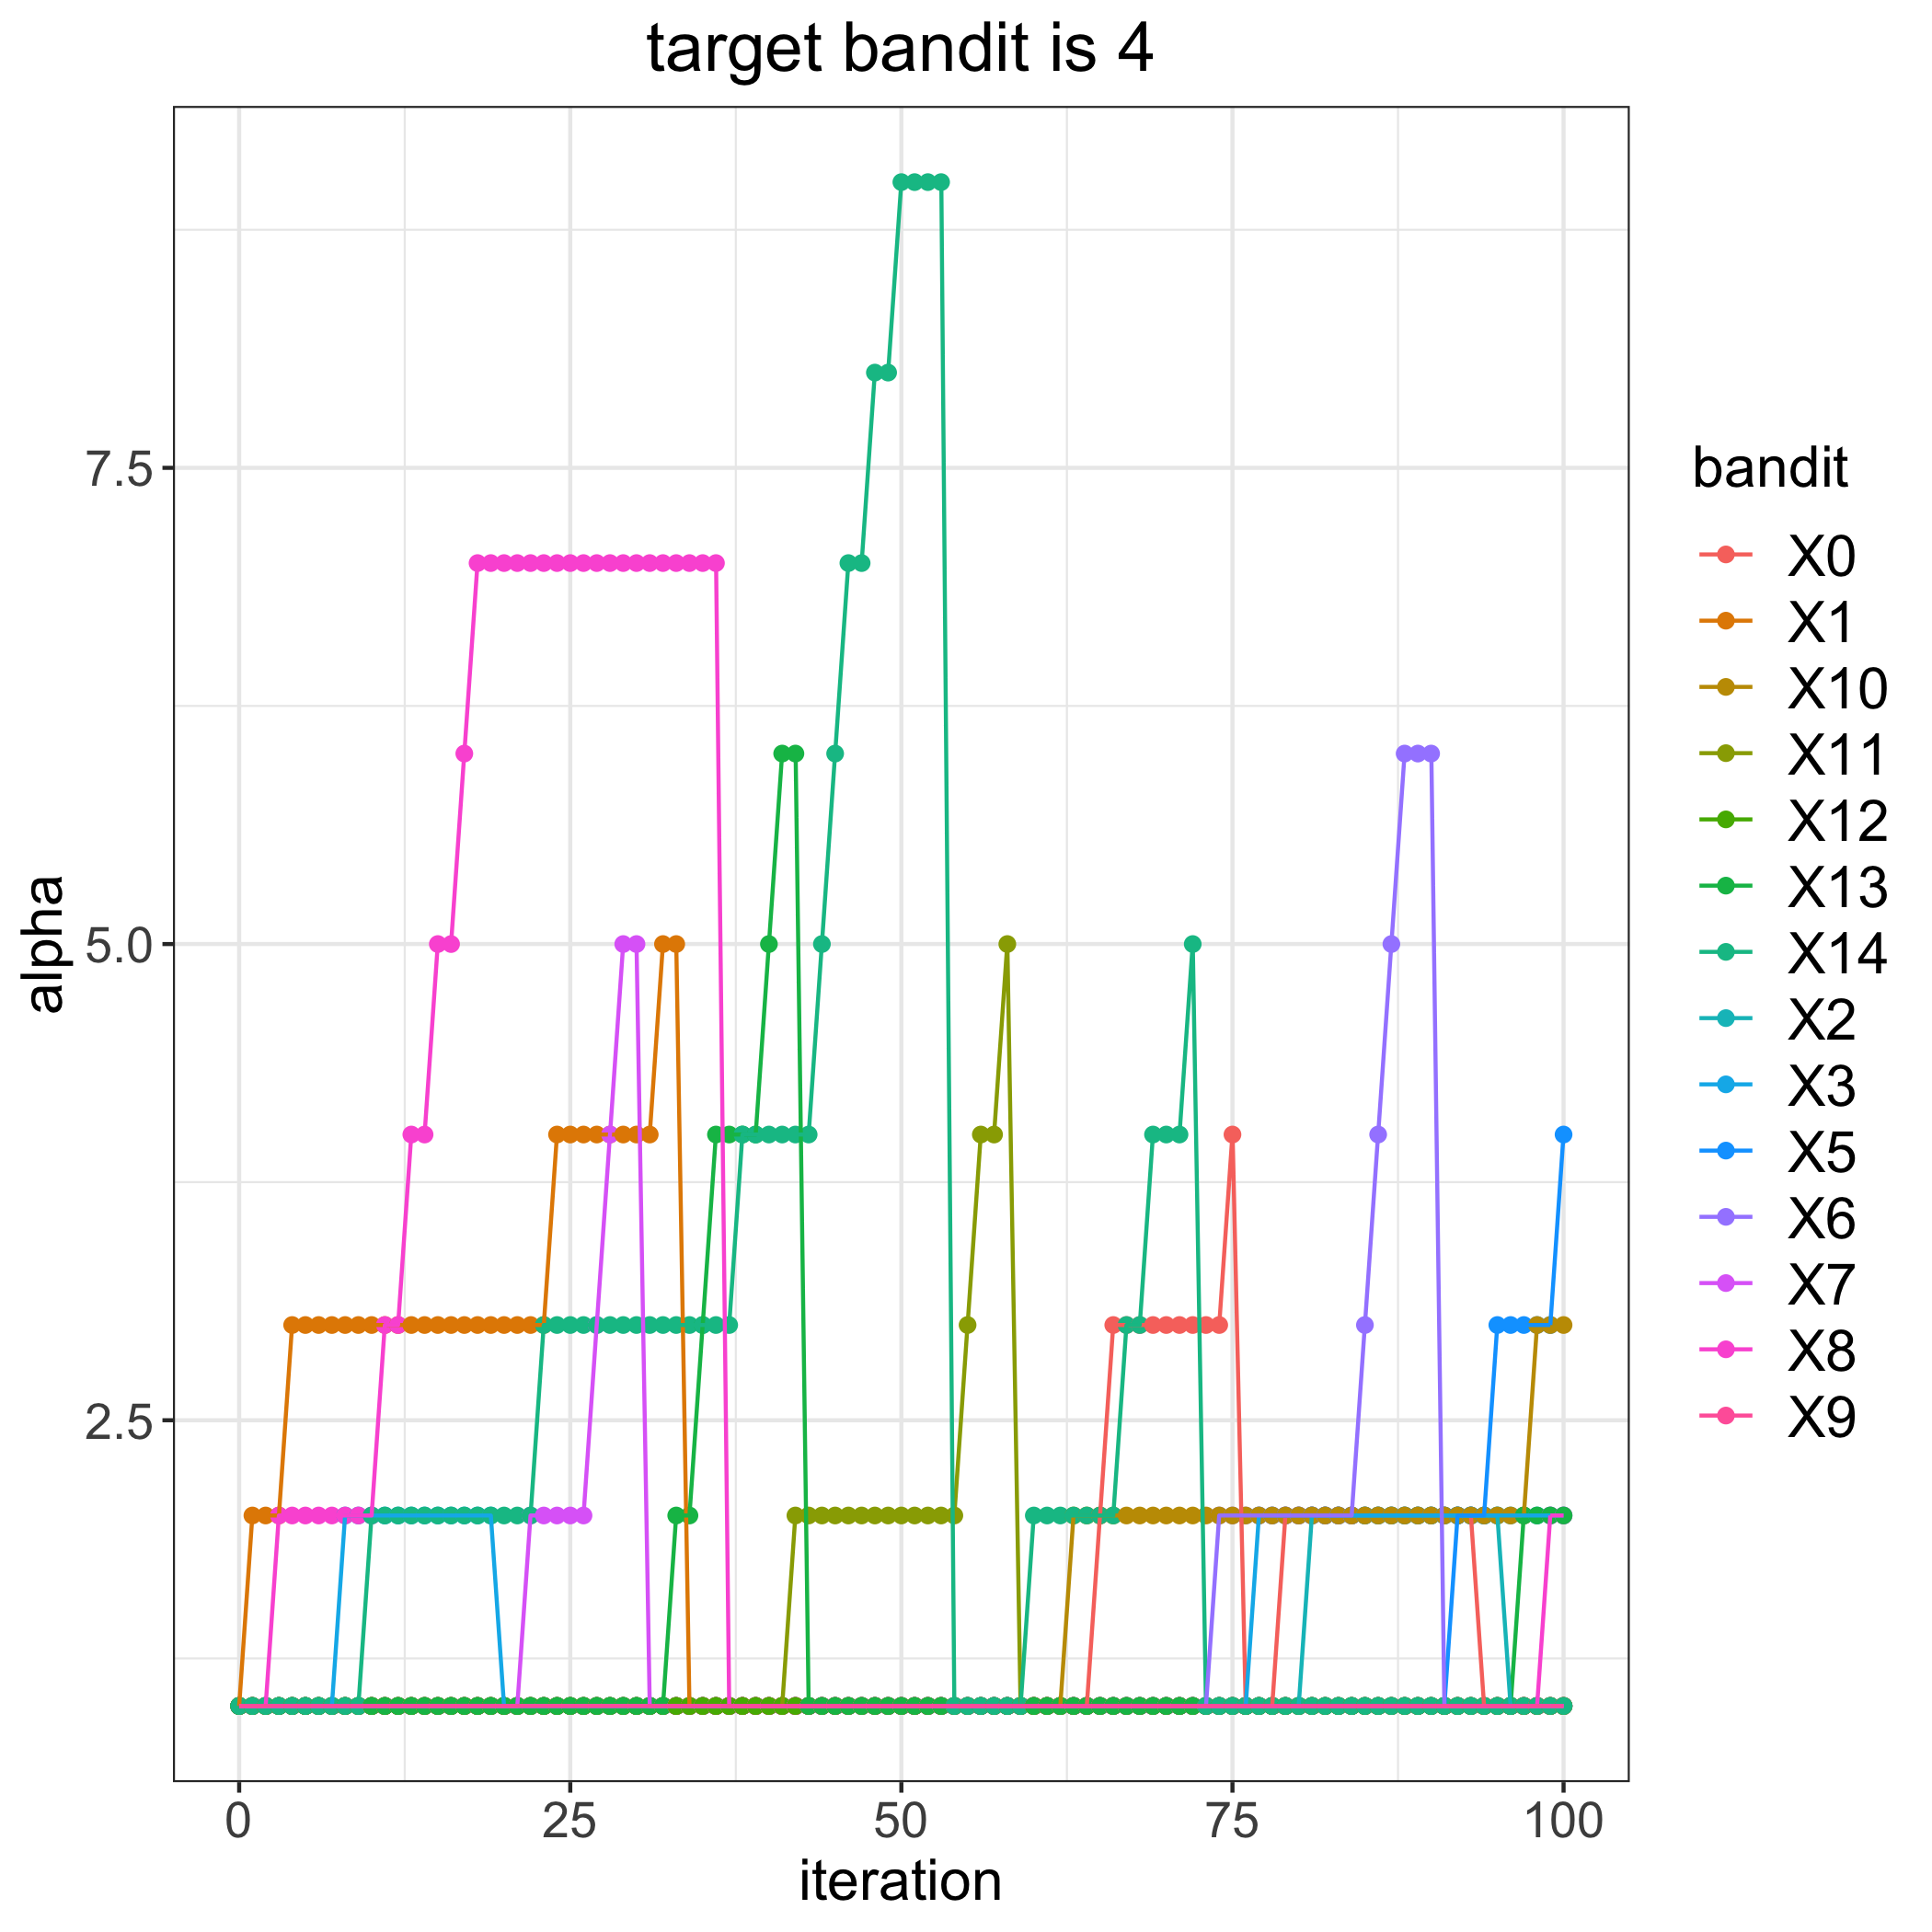 target bandit is 4
alpha
7.5
5.0
2.5
0 25 50 75 100
iteration
bandit
X0
X1
X10
X11
X12
X13
X14
X2
X3
X5
X6
X7
X8
X9